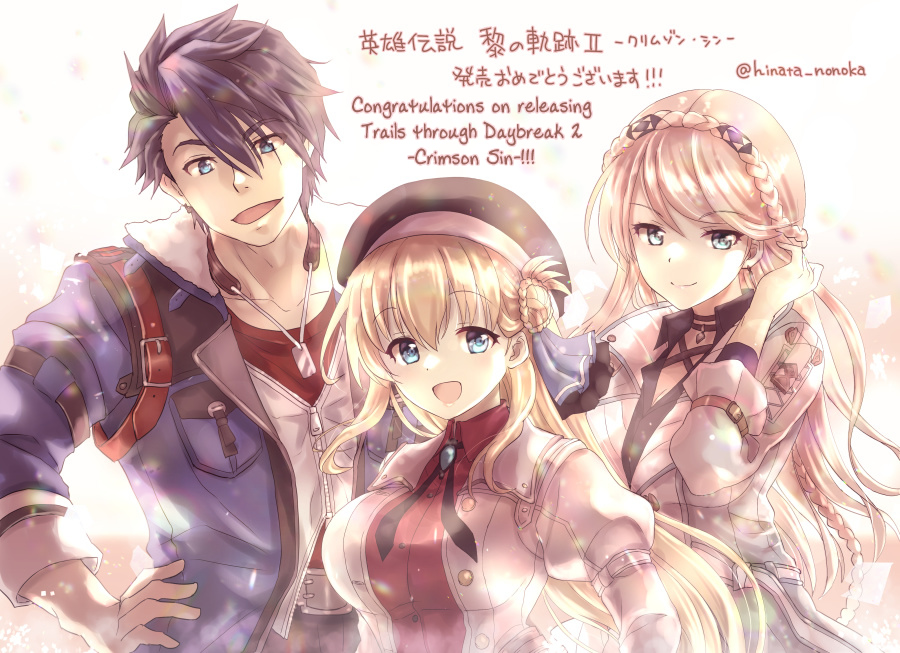 英雄伝説 黎の軌跡Ⅱ -クリムゾン・シン-
発売おめでとうございます!!!
@hinata_nonoka
Congratulations on releasing
Trails through Daybreak 2
-Crimson Sin-!!!